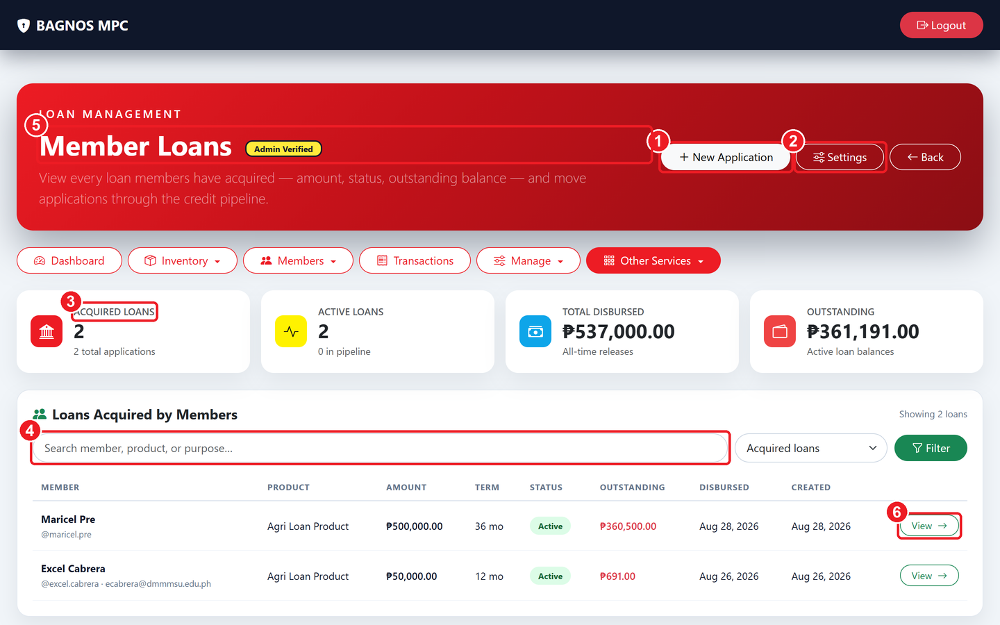 BAGNOS MPC
Logout
LOAN MANAGEMENT
5
Member Loans
Admin Verified
View every loan members have acquired — amount, status, outstanding balance — and move
applications through the credit pipeline.
1
New Application
2
Settings
Back
Dashboard
Inventory
Members
Transactions
Manage
Other Services
3
ACQUIRED LOANS
2
2 total applications
ACTIVE LOANS
2
0 in pipeline
TOTAL DISBURSED
₱537,000.00
All-time releases
OUTSTANDING
₱361,191.00
Active loan balances
Loans Acquired by Members
Showing 2 loans
4
Search member, product, or purpose...
Acquired loans
Filter
MEMBER PRODUCT AMOUNT TERM STATUS OUTSTANDING DISBURSED CREATED
6
Maricel Pre
@maricel.pre
Agri Loan Product ₱500,000.00 36 mo Active ₱360,500.00 Aug 28, 2026 Aug 28, 2026 View
Excel Cabrera
@excel.cabrera · ecabrera@dmmmsu.edu.ph
Agri Loan Product ₱50,000.00 12 mo Active ₱691.00 Aug 26, 2026 Aug 26, 2026 View